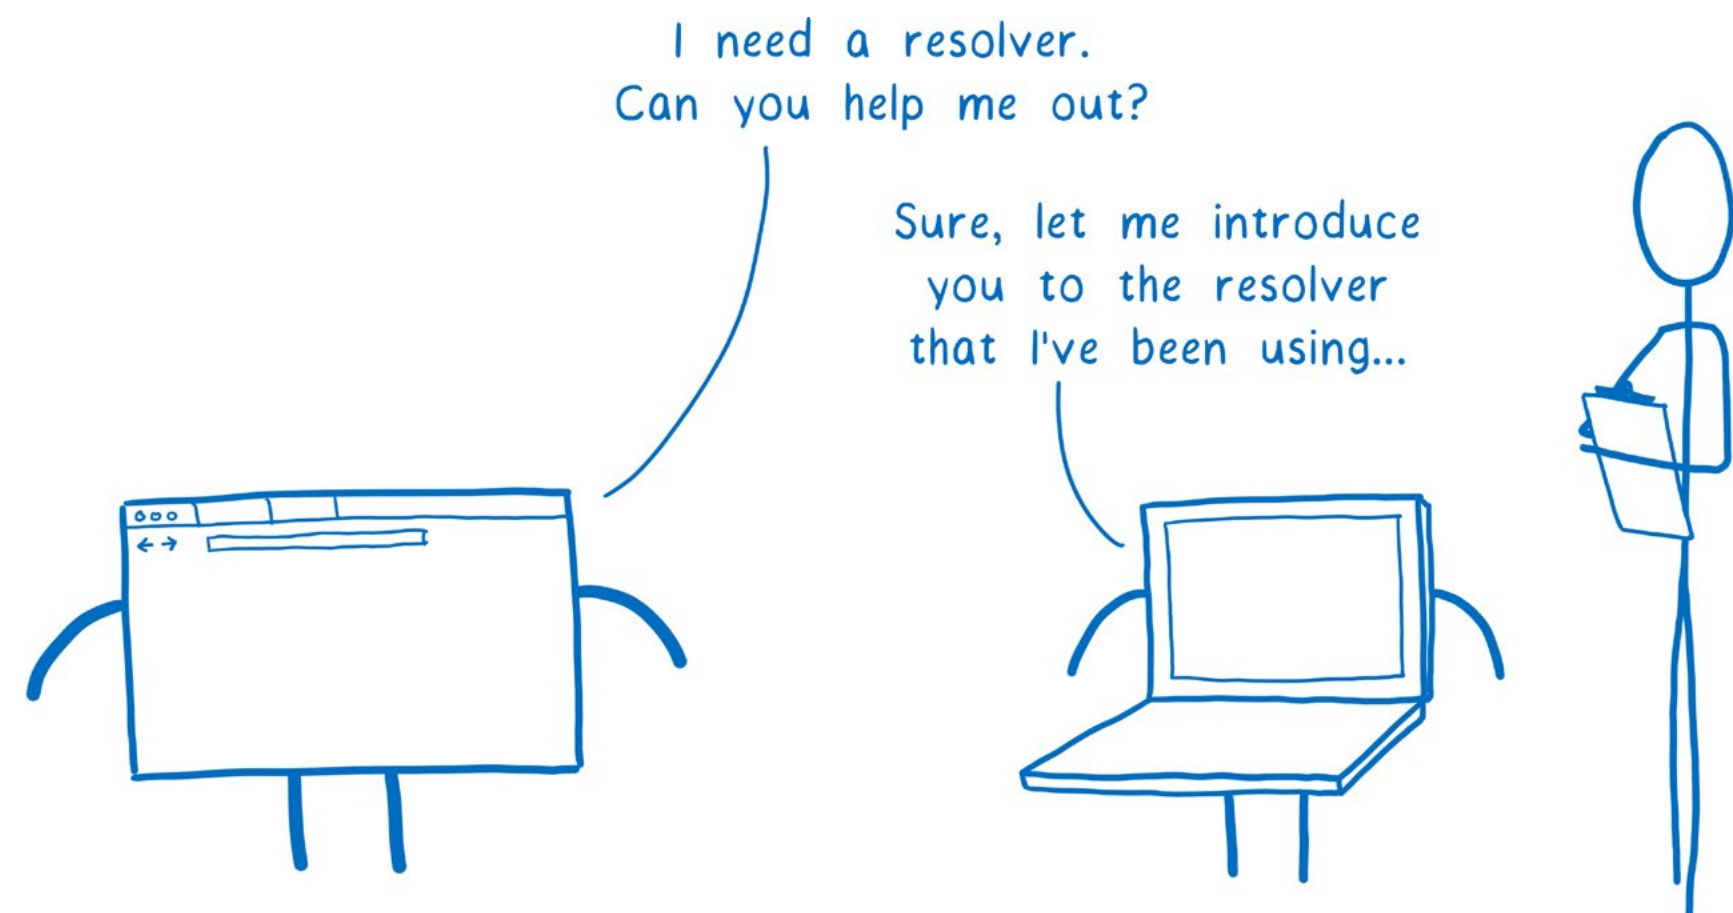 I need a resolver.
Can you help me out?
Sure, let me introduce
you to the resolver
that I've been using...